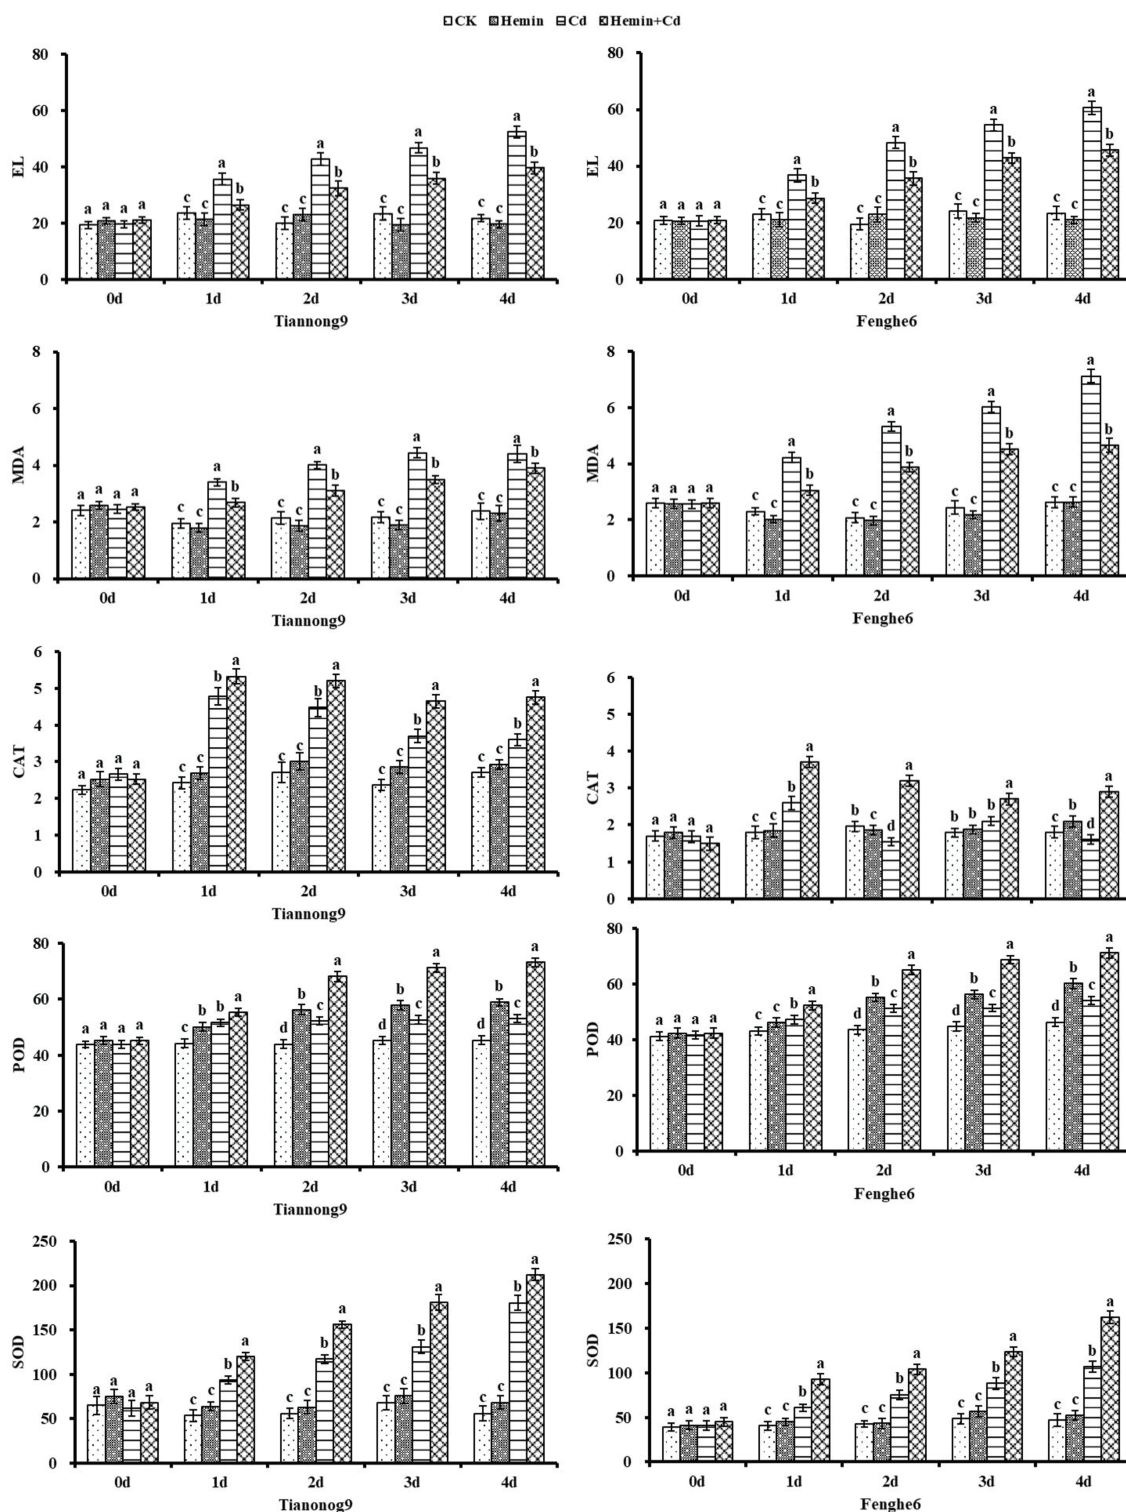 CK Hemin Cd Hemin+Cd
EL
80
60
40
20
0
a a a a c c a b c c a b c c a b c c a b
0d 1d 2d 3d 4d
Tiannong9
EL
80
60
40
20
0
a a a a c c a b c c a b c c a b c c a b
0d 1d 2d 3d 4d
Fenghe6
MDA
8
6
4
2
0
a a a a c c a b c c a b c c a b c c a b
0d 1d 2d 3d 4d
Tiannong9
MDA
8
6
4
2
0
a a a a c c a b c c a b c c a b c c a b
0d 1d 2d 3d 4d
Fenghe6
CAT
6
5
4
3
2
1
0
a a a a c c b a c c b a c c b a c c b a
0d 1d 2d 3d 4d
Tiannong9
CAT
6
5
4
3
2
1
0
a a a a c c b a b c d a b b b a c b d a
0d 1d 2d 3d 4d
Fenghe6
POD
80
60
40
20
0
a a a a c b b a d b c a d b c a d b c a
0d 1d 2d 3d 4d
Tiannong9
POD
80
60
40
20
0
a a a a c c b a d b c a d b c a d b c a
0d 1d 2d 3d 4d
Fenghe6
SOD
250
200
150
100
50
0
a a a a c c b a c c b a c c b a c c b a
0d 1d 2d 3d 4d
Tianonog9
SOD
250
200
150
100
50
0
a a a a c c b a c c b a c c b a c c b a
0d 1d 2d 3d 4d
Fenghe6